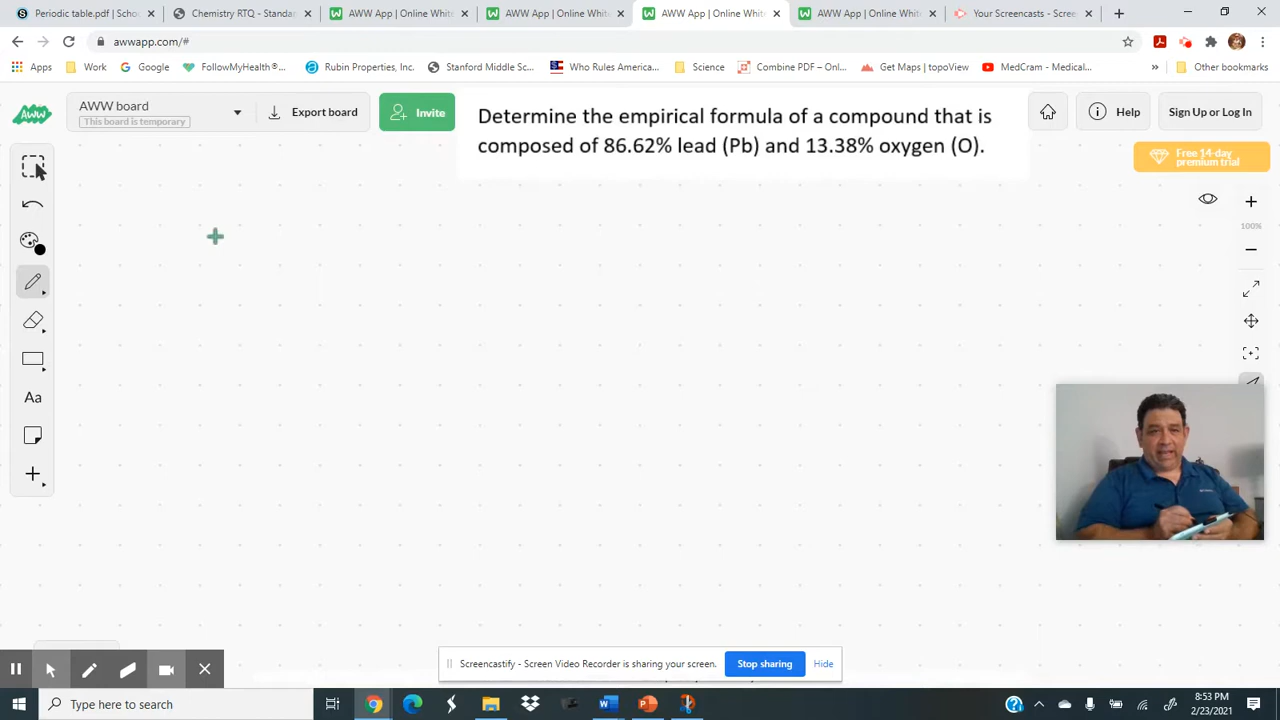 Periodic table.ppt | Schoo
Chemistry RTQ - Standa
AWW App | Online Whit
AWW App | Online Whit
AWW App | Online Whit
AWW App | Online Whit
Your Screencasts - Scree
awwapp.com/#
Apps
Work
Google
FollowMyHealth®...
Rubin Properties, Inc.
Stanford Middle Sc...
Who Rules America...
Science
Combine PDF – Onl...
Get Maps | topoView
MedCram - Medical...
»
Other bookmarks
AWW
AWW board
This board is temporary
Export board
Invite
Determine the empirical formula of a compound that is
composed of 86.62% lead (Pb) and 13.38% oxygen (O).
Help
Sign Up or Log In
Free 14-day
premium trial
100%
Aa
Screencastify - Screen Video Recorder is sharing your screen.
Stop sharing
Hide
Type here to search
8:53 PM
2/23/2021